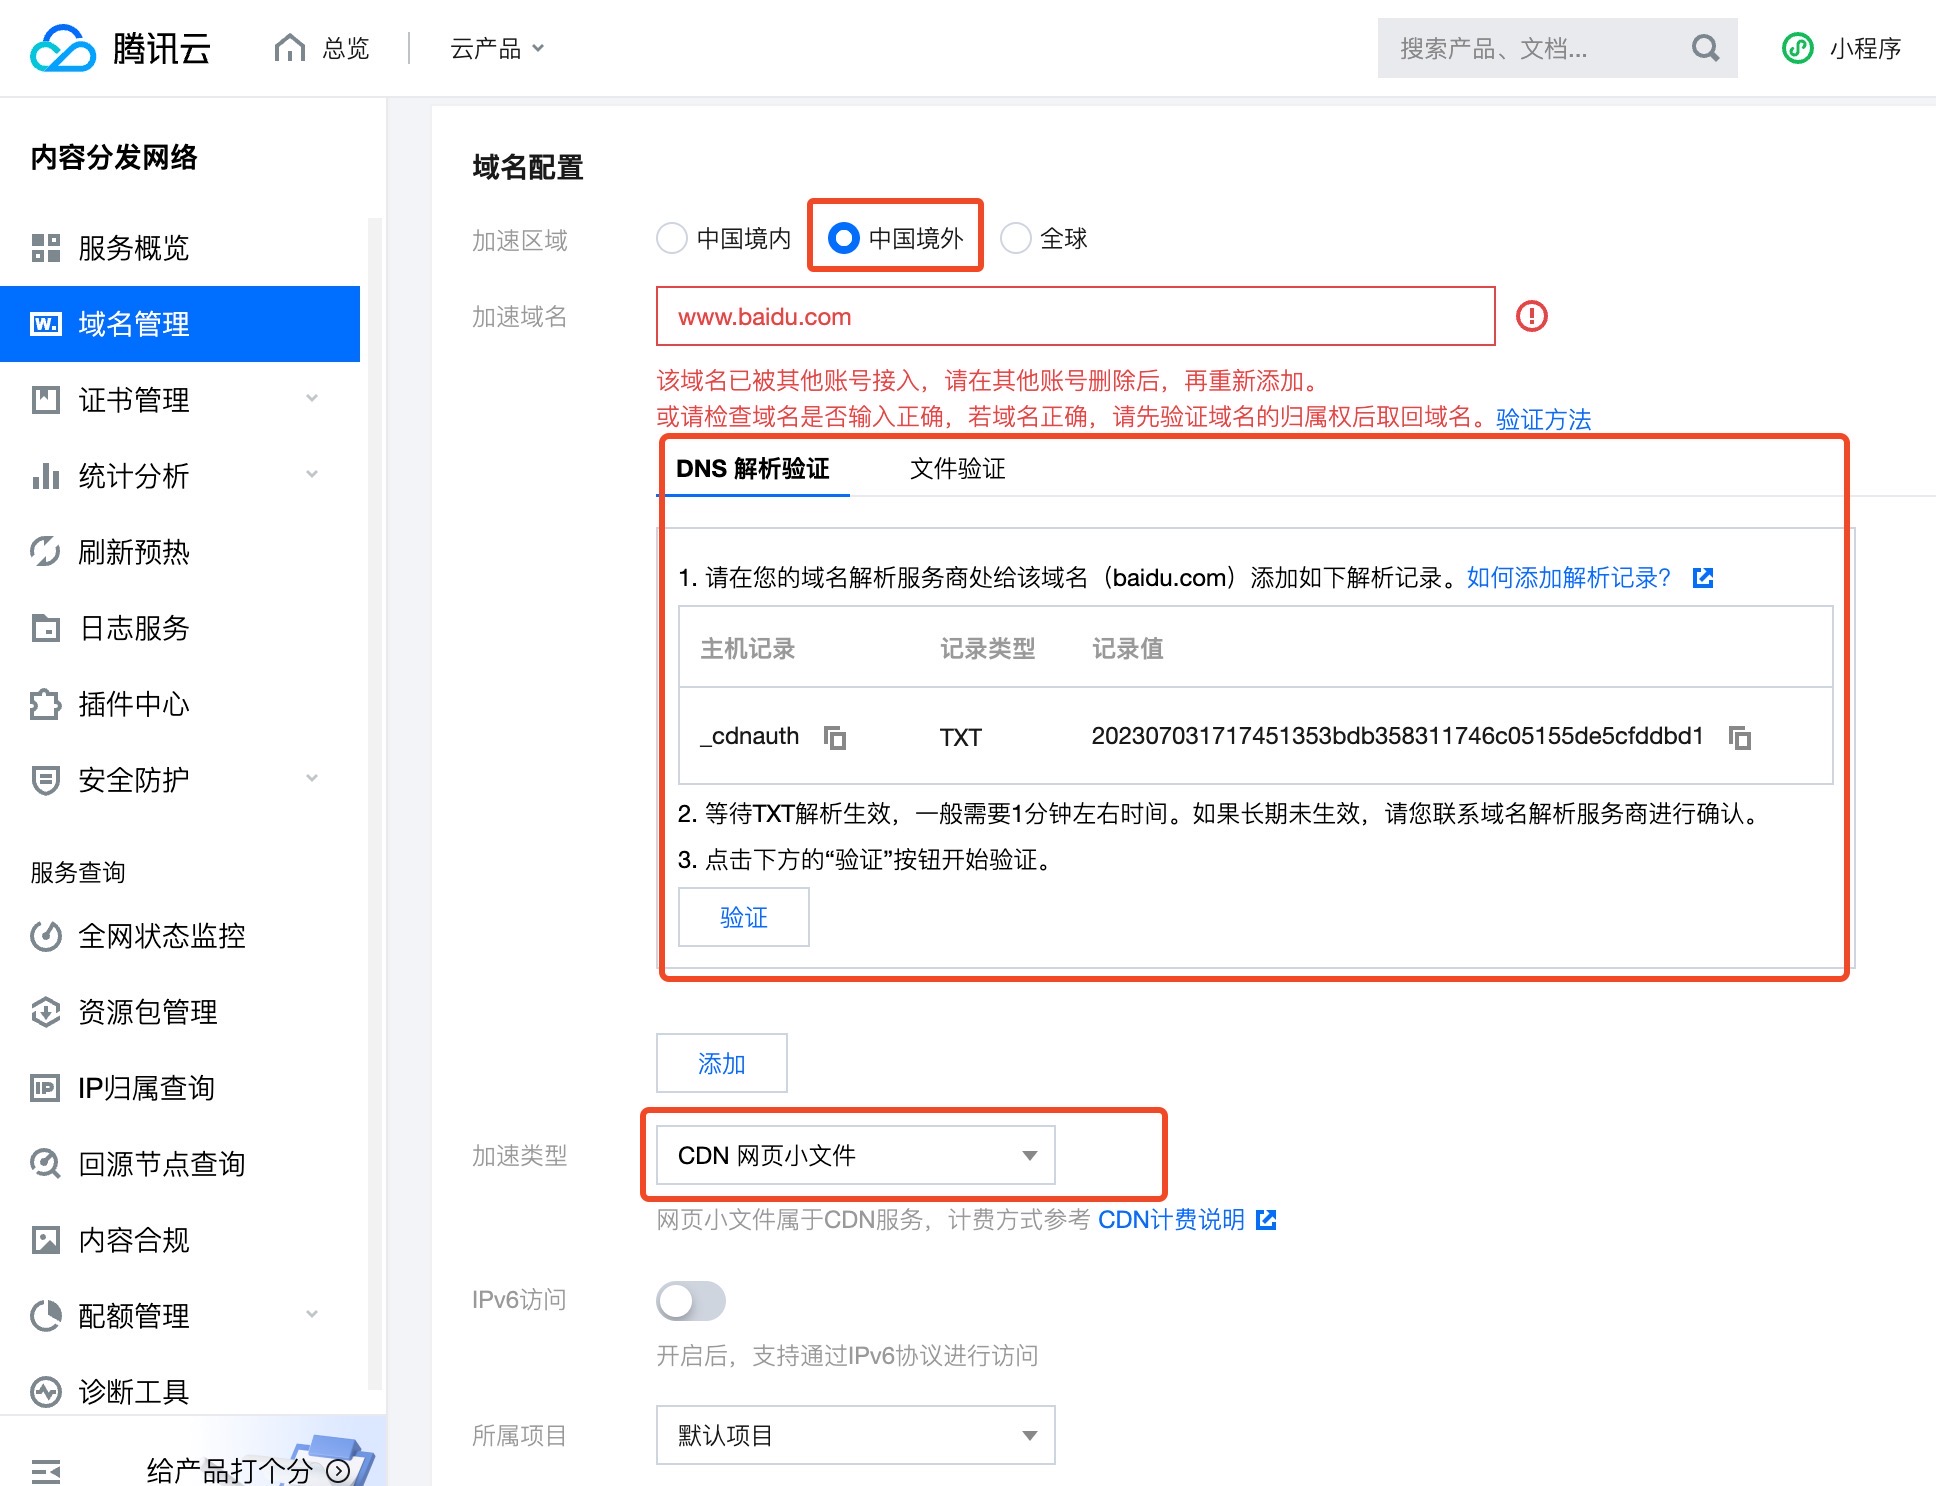 腾讯云
总览
云产品
搜索产品、文档...
小程序
内容分发网络
服务概览
域名管理
证书管理
统计分析
刷新预热
日志服务
插件中心
安全防护
服务查询
全网状态监控
资源包管理
IP归属查询
回源节点查询
内容合规
配额管理
诊断工具
给产品打个分
域名配置
加速区域
中国境内
中国境外
全球
加速域名
www.baidu.com
该域名已被其他账号接入，请在其他账号删除后，再重新添加。
或请检查域名是否输入正确，若域名正确，请先验证域名的归属权后取回域名。验证方法
DNS 解析验证
文件验证
1. 请在您的域名解析服务商处给该域名（baidu.com）添加如下解析记录。如何添加解析记录？
主机记录 记录类型 记录值
_cdnauth TXT 202307031717451353bdb358311746c05155de5cfddbd1
2. 等待TXT解析生效，一般需要1分钟左右时间。如果长期未生效，请您联系域名解析服务商进行确认。
3. 点击下方的“验证”按钮开始验证。
验证
添加
加速类型
CDN 网页小文件
网页小文件属于CDN服务，计费方式参考 CDN计费说明
IPv6访问
开启后，支持通过IPv6协议进行访问
所属项目
默认项目